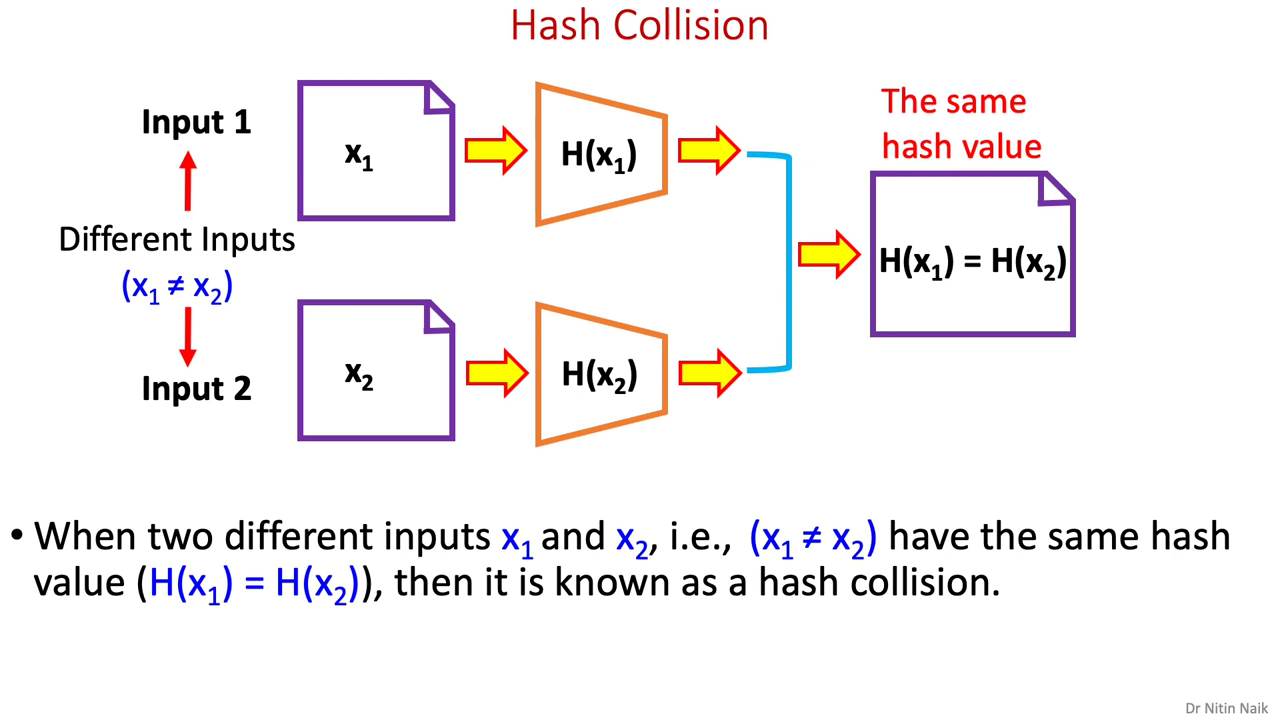 Hash Collision
Input 1
x₁
H(x₁)
The same
hash value
Different Inputs
(x₁ ≠ x₂)
H(x₁) = H(x₂)
Input 2
x₂
H(x₂)
• When two different inputs x₁ and x₂, i.e., (x₁ ≠ x₂) have the same hash
value (H(x₁) = H(x₂)), then it is known as a hash collision.
Dr Nitin Naik